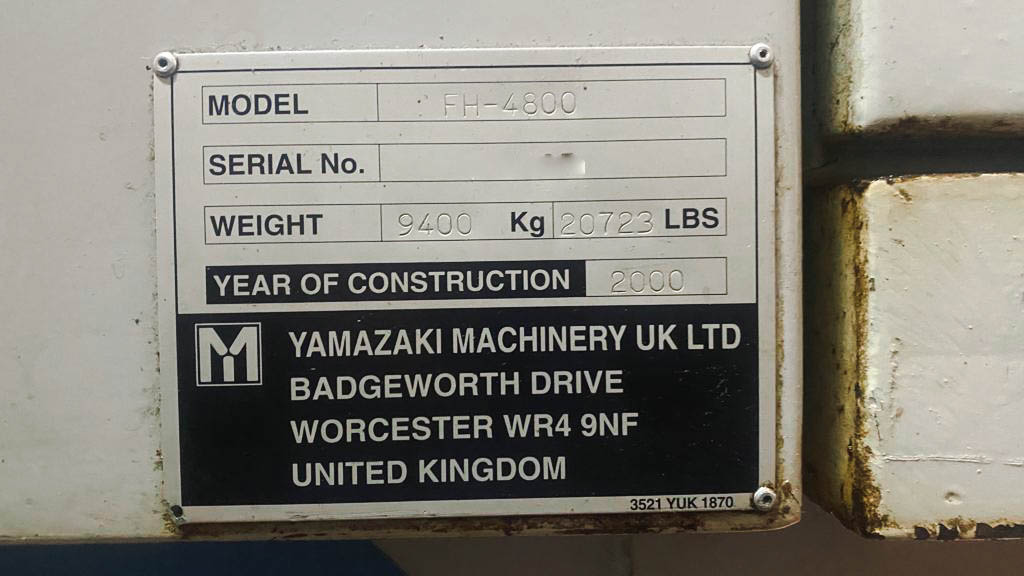 MODEL FH-4800
SERIAL No.
WEIGHT 9400 Kg 20723 LBS
YEAR OF CONSTRUCTION 2000
M
YAMAZAKI MACHINERY UK LTD
BADGEWORTH DRIVE
WORCESTER WR4 9NF
UNITED KINGDOM
3521 YUK 1870